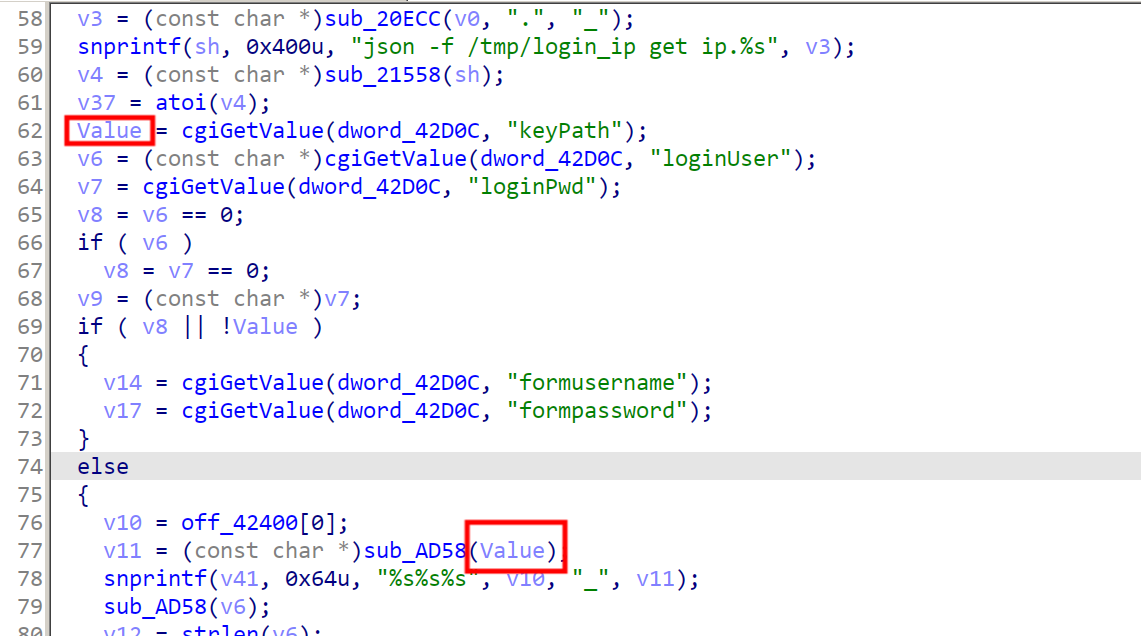 58 v3 = (const char *)sub_20ECC(v0, ".", "_");
59 snprintf(sh, 0x400u, "json -f /tmp/login_ip get ip.%s", v3);
60 v4 = (const char *)sub_21558(sh);
61 v37 = atoi(v4);
62 Value = cgiGetValue(dword_42D0C, "keyPath");
63 v6 = (const char *)cgiGetValue(dword_42D0C, "loginUser");
64 v7 = cgiGetValue(dword_42D0C, "loginPwd");
65 v8 = v6 == 0;
66 if ( v6 )
67 v8 = v7 == 0;
68 v9 = (const char *)v7;
69 if ( v8 || !Value )
70 {
71 v14 = cgiGetValue(dword_42D0C, "formusername");
72 v17 = cgiGetValue(dword_42D0C, "formpassword");
73 }
74 else
75 {
76 v10 = off_42400[0];
77 v11 = (const char *)sub_AD58(Value);
78 snprintf(v41, 0x64u, "%s%s%s", v10, "_", v11);
79 sub_AD58(v6);
80 v12 = strlen(v6);